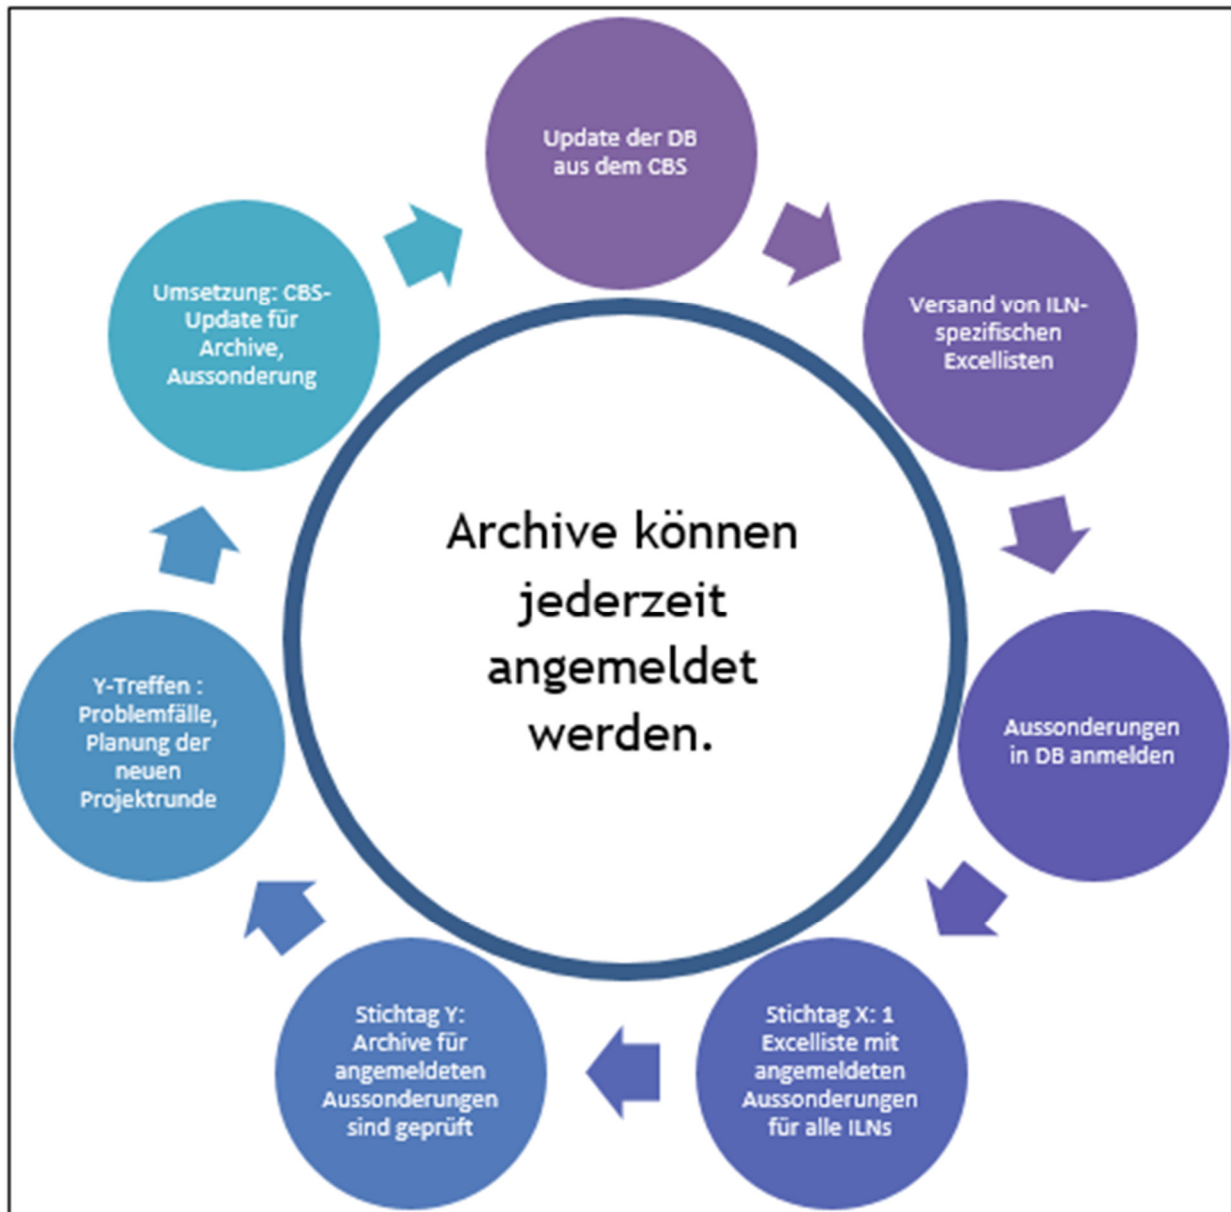 Update der DB
aus dem CBS
Versand von ILN-
spezifischen
Excellisten
Aussonderungen
in DB anmelden
Stichtag X: 1
Excelliste mit
angemeldeten
Aussonderungen
für alle ILNs
Stichtag Y:
Archive für
angemeldeten
Aussonderungen
sind geprüft
Y-Treffen :
Problemfälle,
Planung der
neuen
Projektrunde
Umsetzung: CBS-
Update für
Archive,
Aussonderung
Archive können
jederzeit
angemeldet
werden.